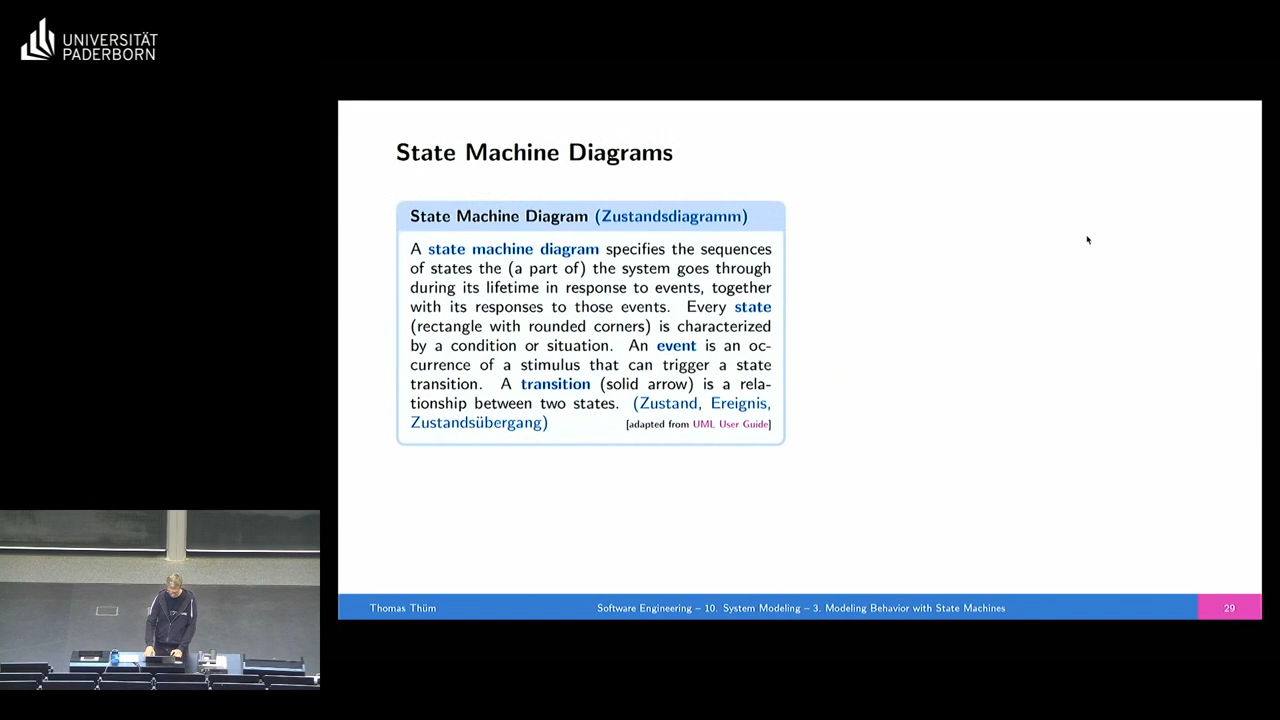 UNIVERSITÄT
PADERBORN
State Machine Diagrams
State Machine Diagram (Zustandsdiagramm)
A state machine diagram specifies the sequences
of states the (a part of) the system goes through
during its lifetime in response to events, together
with its responses to those events. Every state
(rectangle with rounded corners) is characterized
by a condition or situation. An event is an oc-
currence of a stimulus that can trigger a state
transition. A transition (solid arrow) is a rela-
tionship between two states. (Zustand, Ereignis,
Zustandsübergang) [adapted from UML User Guide]
Thomas Thüm Software Engineering – 10. System Modeling – 3. Modeling Behavior with State Machines 29